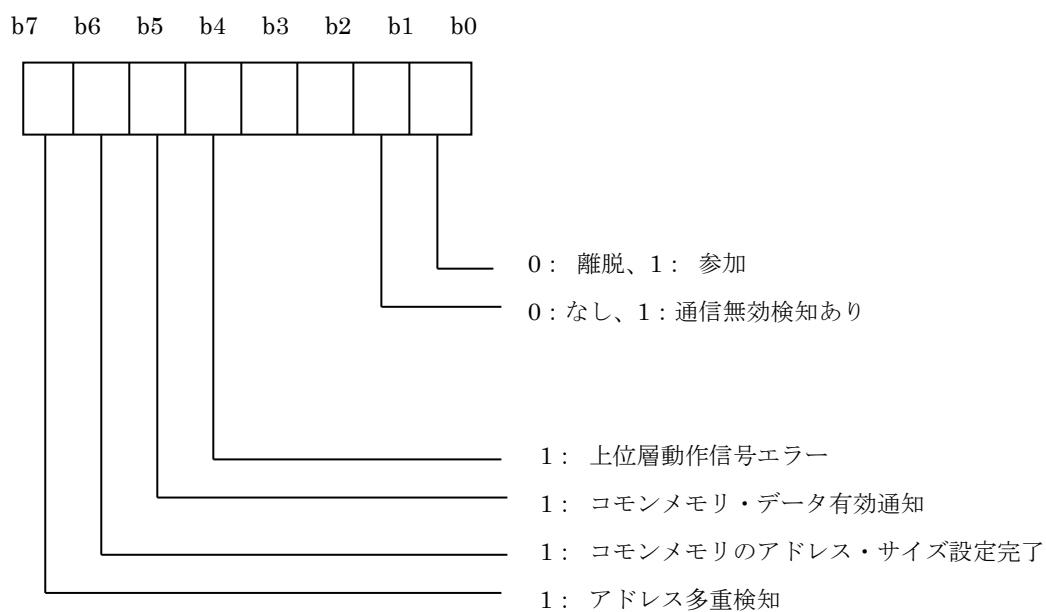 b7 b6 b5 b4 b3 b2 b1 b0
0： 離脱、1： 参加
0：なし、1：通信無効検知あり
1： 上位層動作信号エラー
1： コモンメモリ・データ有効通知
1： コモンメモリのアドレス・サイズ設定完了
1： アドレス多重検知